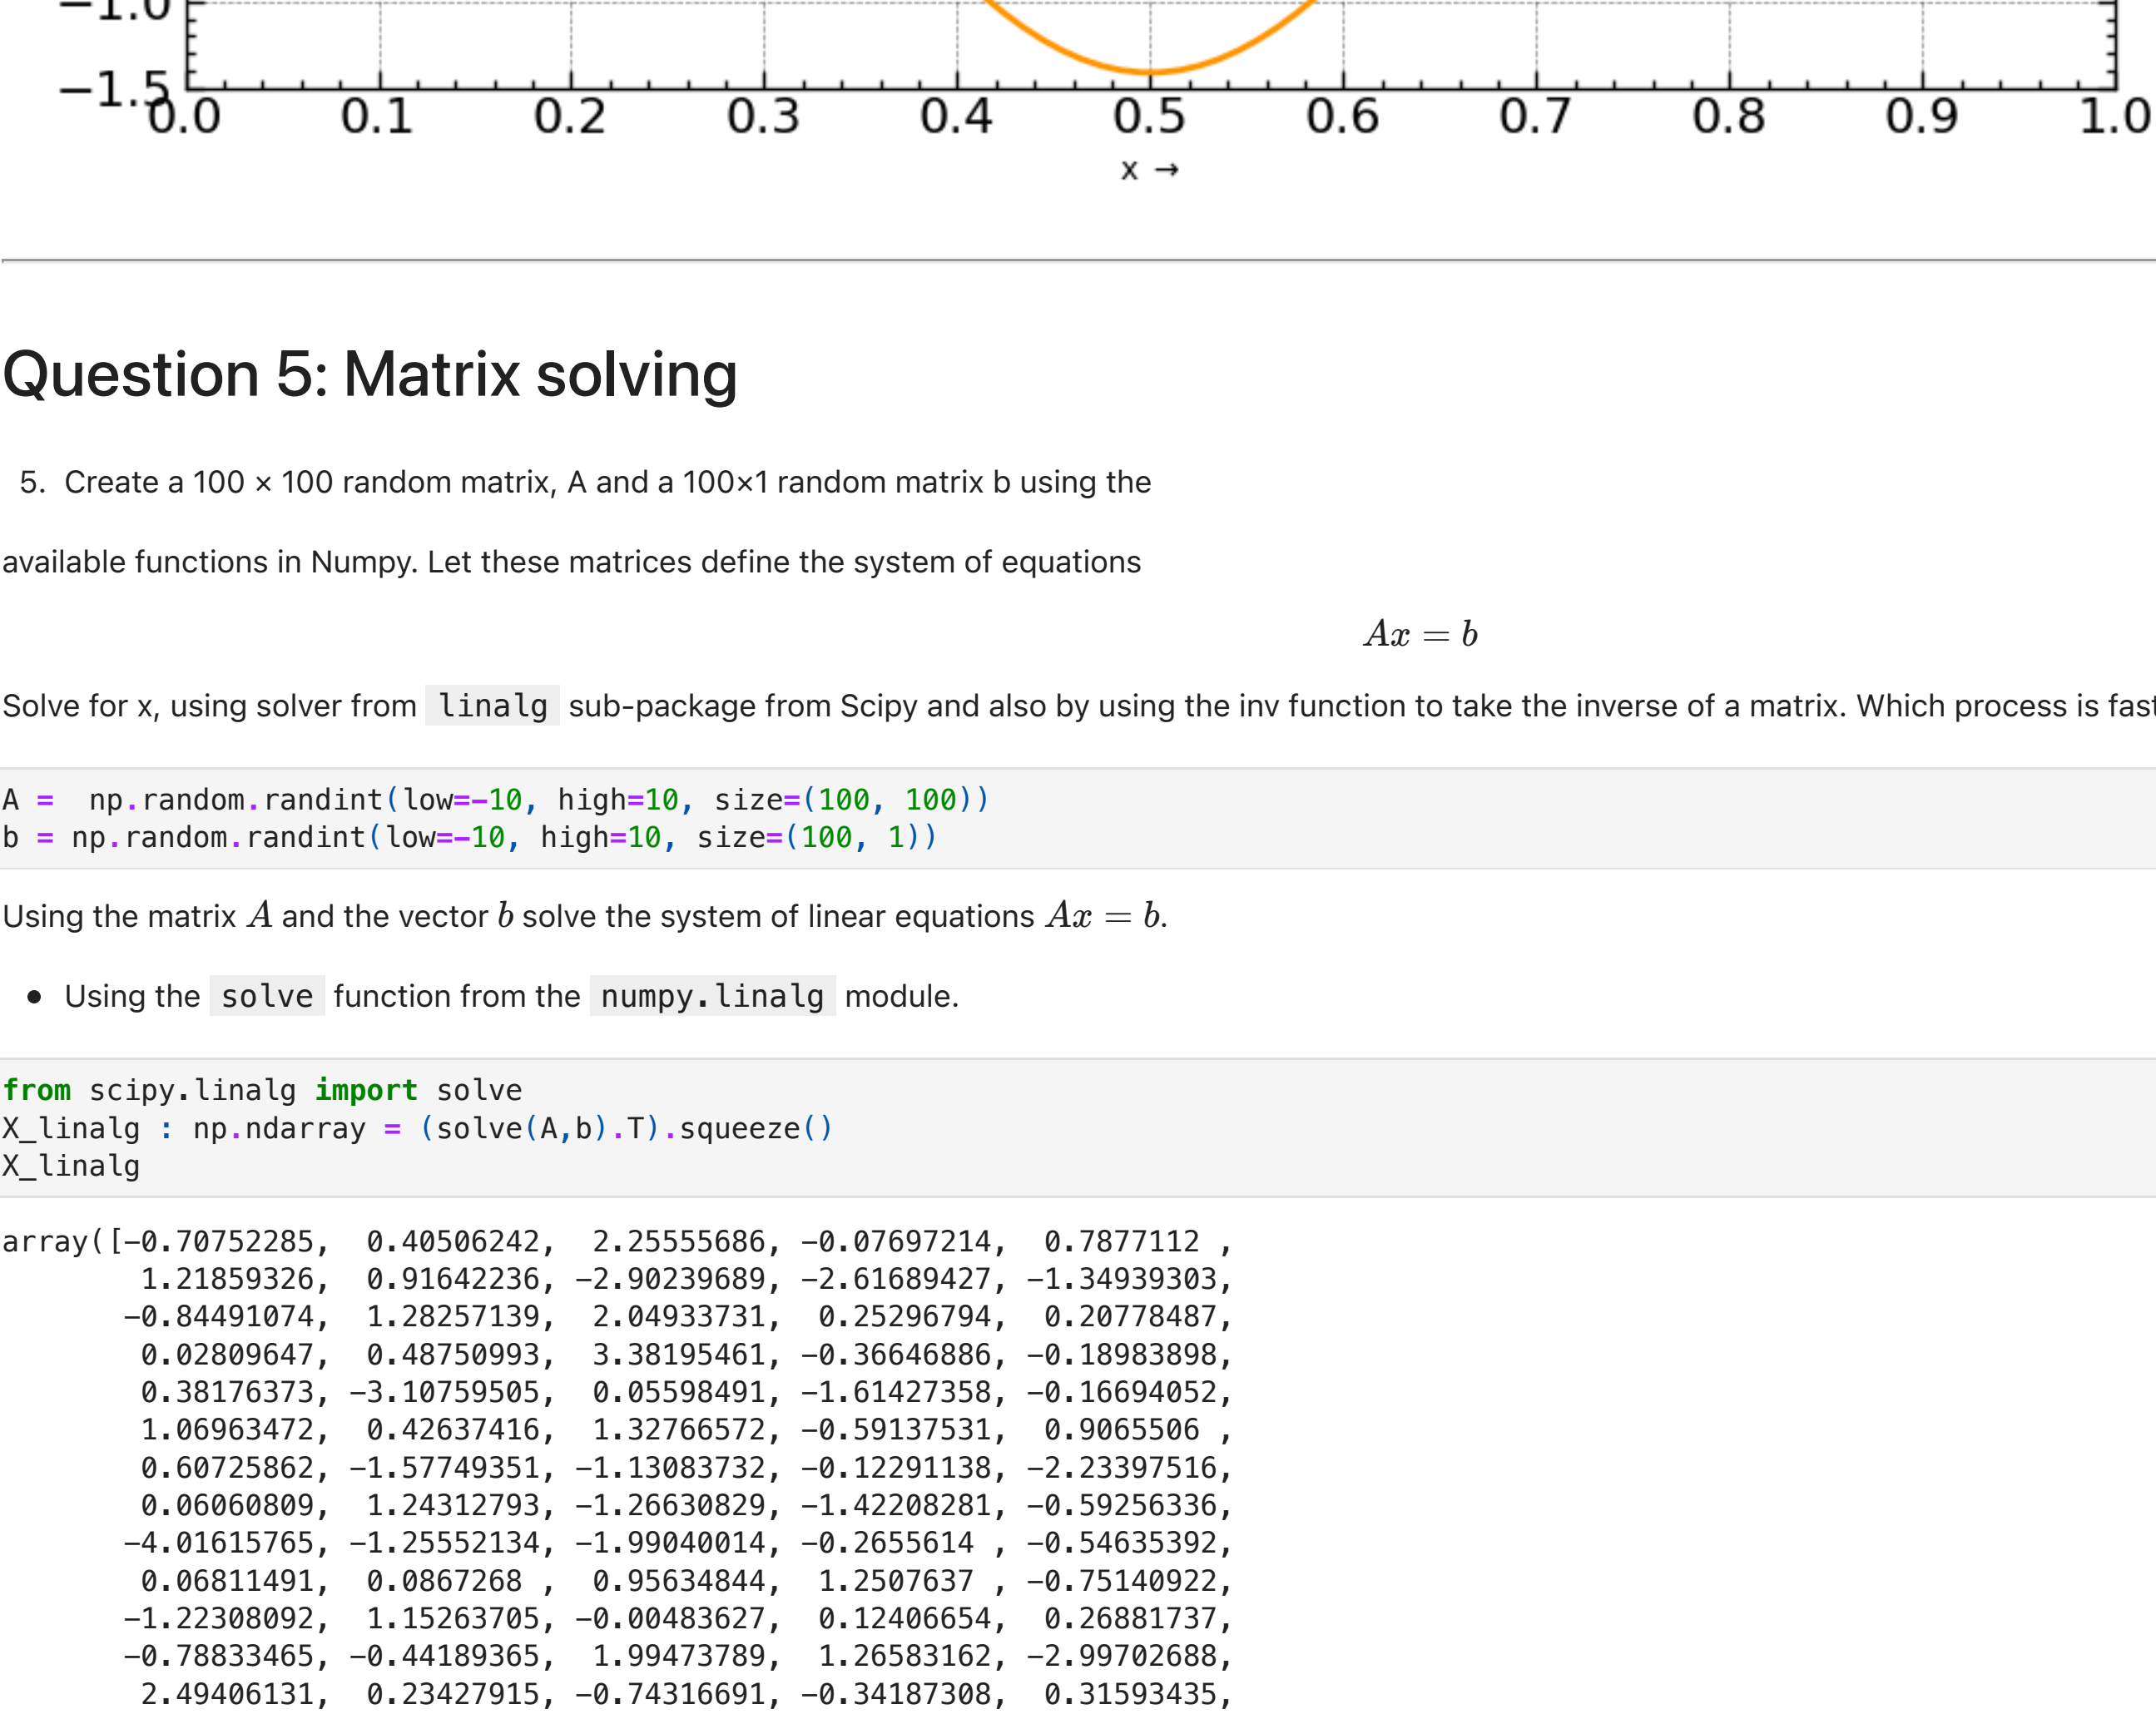 −1.0
−1.5
0.0 0.1 0.2 0.3 0.4 0.5 0.6 0.7 0.8 0.9 1.0
x →
Question 5: Matrix solving
5. Create a 100 × 100 random matrix, A and a 100×1 random matrix b using the
available functions in Numpy. Let these matrices define the system of equations
Ax = b
Solve for x, using solver from linalg sub-package from Scipy and also by using the inv function to take the inverse of a matrix. Which process is fast
A =  np.random.randint(low=-10, high=10, size=(100, 100))
b = np.random.randint(low=-10, high=10, size=(100, 1))
Using the matrix A and the vector b solve the system of linear equations Ax = b.
• Using the solve function from the numpy.linalg module.
from scipy.linalg import solve
X_linalg : np.ndarray = (solve(A,b).T).squeeze()
X_linalg
array([-0.70752285,  0.40506242,  2.25555686, -0.07697214,  0.7877112 ,
1.21859326,  0.91642236, -2.90239689, -2.61689427, -1.34939303,
-0.84491074,  1.28257139,  2.04933731,  0.25296794,  0.20778487,
0.02809647,  0.48750993,  3.38195461, -0.36646886, -0.18983898,
0.38176373, -3.10759505,  0.05598491, -1.61427358, -0.16694052,
1.06963472,  0.42637416,  1.32766572, -0.59137531,  0.9065506 ,
0.60725862, -1.57749351, -1.13083732, -0.12291138, -2.23397516,
0.06060809,  1.24312793, -1.26630829, -1.42208281, -0.59256336,
-4.01615765, -1.25552134, -1.99040014, -0.2655614 , -0.54635392,
0.06811491,  0.0867268 ,  0.95634844,  1.2507637 , -0.75140922,
-1.22308092,  1.15263705, -0.00483627,  0.12406654,  0.26881737,
-0.78833465, -0.44189365,  1.99473789,  1.26583162, -2.99702688,
2.49406131,  0.23427915, -0.74316691, -0.34187308,  0.31593435,